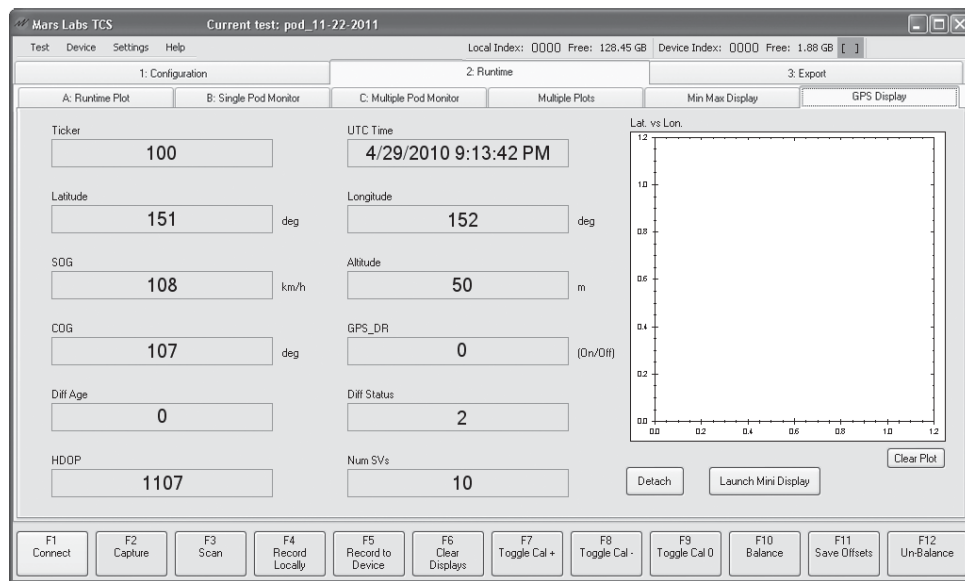 Mars Labs TCS Current test: pod_11-22-2011
Test Device Settings Help Local Index: 0000 Free: 128.45 GB Device Index: 0000 Free: 1.88 GB [ ]
1: Configuration 2: Runtime 3: Export
A: Runtime Plot B: Single Pod Monitor C: Multiple Pod Monitor Multiple Plots Min Max Display GPS Display
Ticker
100
UTC Time
4/29/2010 9:13:42 PM
Latitude
151 deg
Longitude
152 deg
SOG
108 km/h
Altitude
50 m
COG
107 deg
GPS_DR
0 (On/Off)
Diff Age
0
Diff Status
2
HDOP
1107
Num SVs
10
Lat. vs Lon.
1.2
1.0
0.8
0.6
0.4
0.2
0.0
0.0 0.2 0.4 0.6 0.8 1.0 1.2
Clear Plot
Detach Launch Mini Display
F1 Connect
F2 Capture
F3 Scan
F4 Record Locally
F5 Record to Device
F6 Clear Displays
F7 Toggle Cal +
F8 Toggle Cal -
F9 Toggle Cal 0
F10 Balance
F11 Save Offsets
F12 Un-Balance